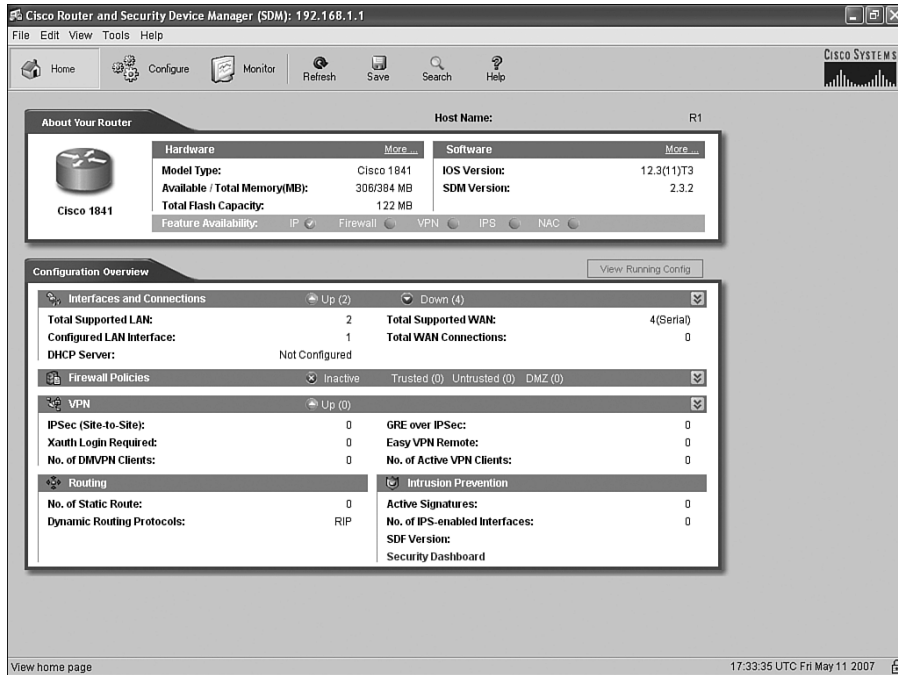 Cisco Router and Security Device Manager (SDM): 192.168.1.1
File Edit View Tools Help
Home Configure Monitor Refresh Save Search Help
CISCO SYSTEMS
About Your Router
Host Name: R1
Hardware More ... Software More ...
Model Type: Cisco 1841 IOS Version: 12.3(11)T3
Available / Total Memory(MB): 306/384 MB SDM Version: 2.3.2
Total Flash Capacity: 122 MB
Cisco 1841
Feature Availability: IP Firewall VPN IPS NAC
Configuration Overview View Running Config
Interfaces and Connections Up (2) Down (4)
Total Supported LAN: 2 Total Supported WAN: 4(Serial)
Configured LAN Interface: 1 Total WAN Connections: 0
DHCP Server: Not Configured
Firewall Policies Inactive Trusted (0) Untrusted (0) DMZ (0)
VPN Up (0)
IPSec (Site-to-Site): 0 GRE over IPSec: 0
Xauth Login Required: 0 Easy VPN Remote: 0
No. of DMVPN Clients: 0 No. of Active VPN Clients: 0
Routing Intrusion Prevention
No. of Static Route: 0 Active Signatures: 0
Dynamic Routing Protocols: RIP No. of IPS-enabled Interfaces: 0
SDF Version:
Security Dashboard
View home page 17:33:35 UTC Fri May 11 2007